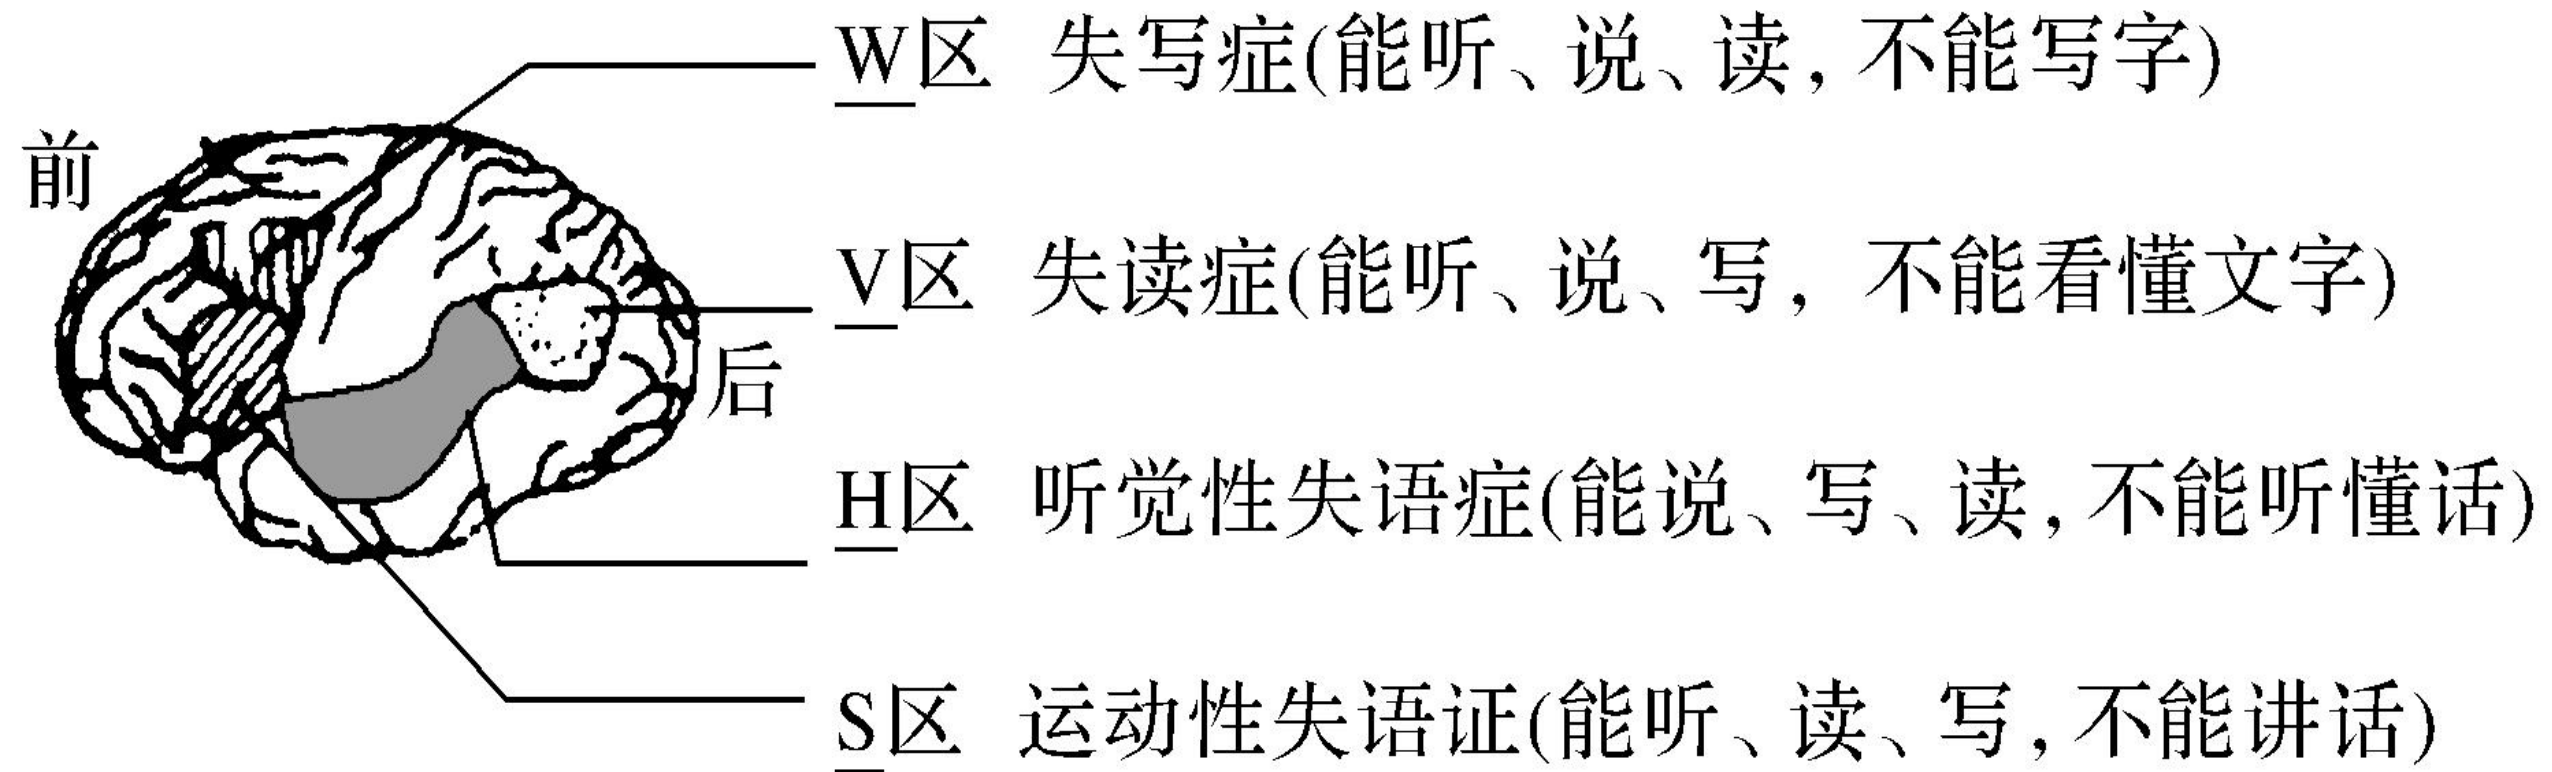 W区 失写症(能听、说、读,不能写字)
前
V区 失读症(能听、说、写,不能看懂文字)
后
H区 听觉性失语症(能说、写、读,不能听懂话)
S区 运动性失语证(能听、读、写,不能讲话)